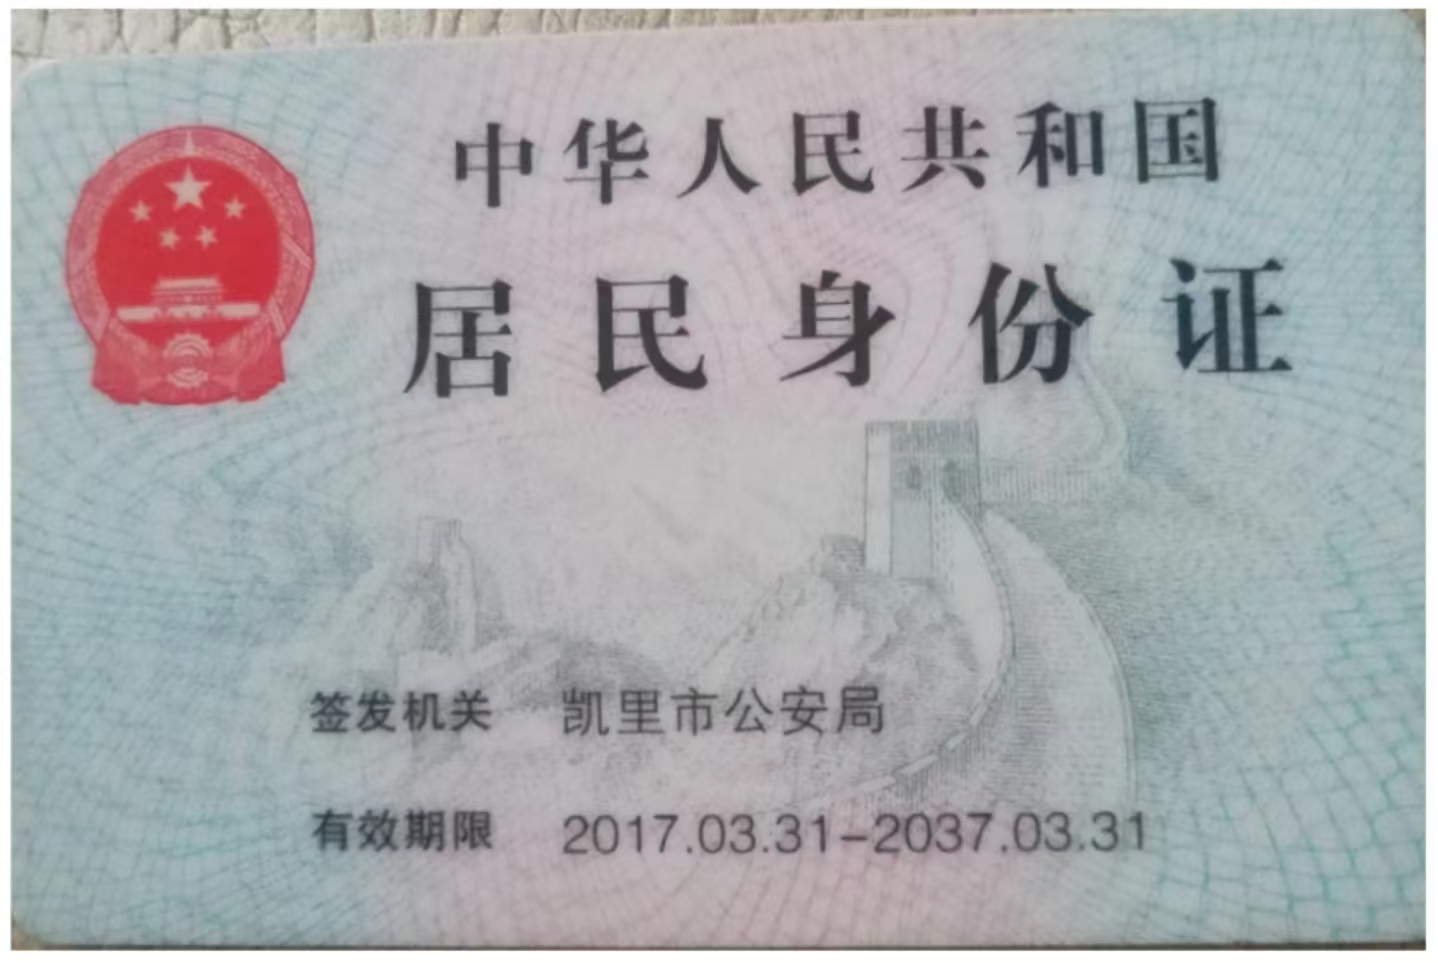 中华人民共和国
居民身份证
签发机关 凯里市公安局
有效期限 2017.03.31-2037.03.31